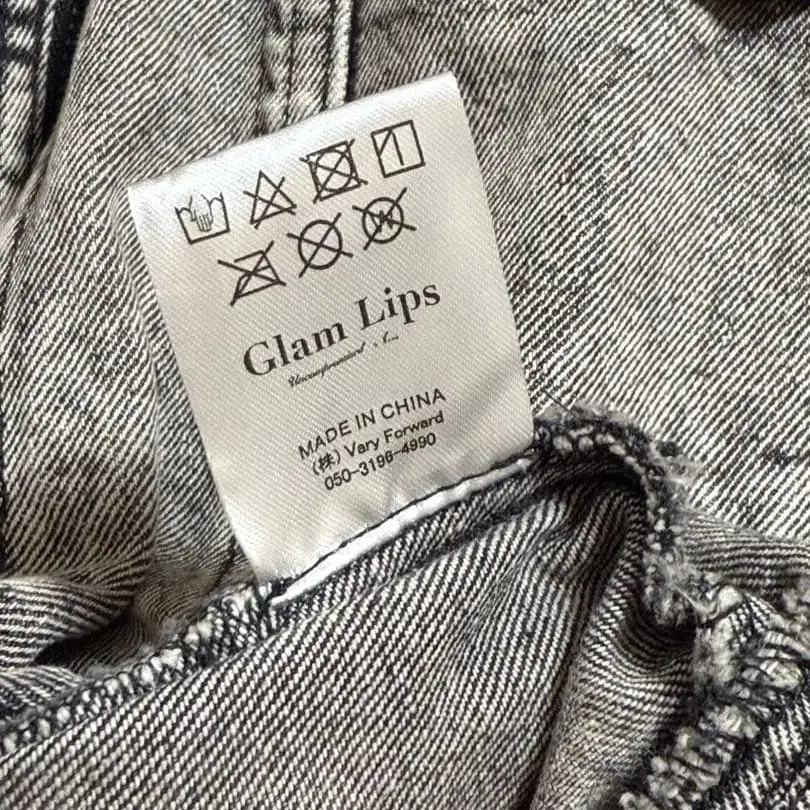 Glam Lips
MADE IN CHINA
(株) Vary Forward
050-3196-4990